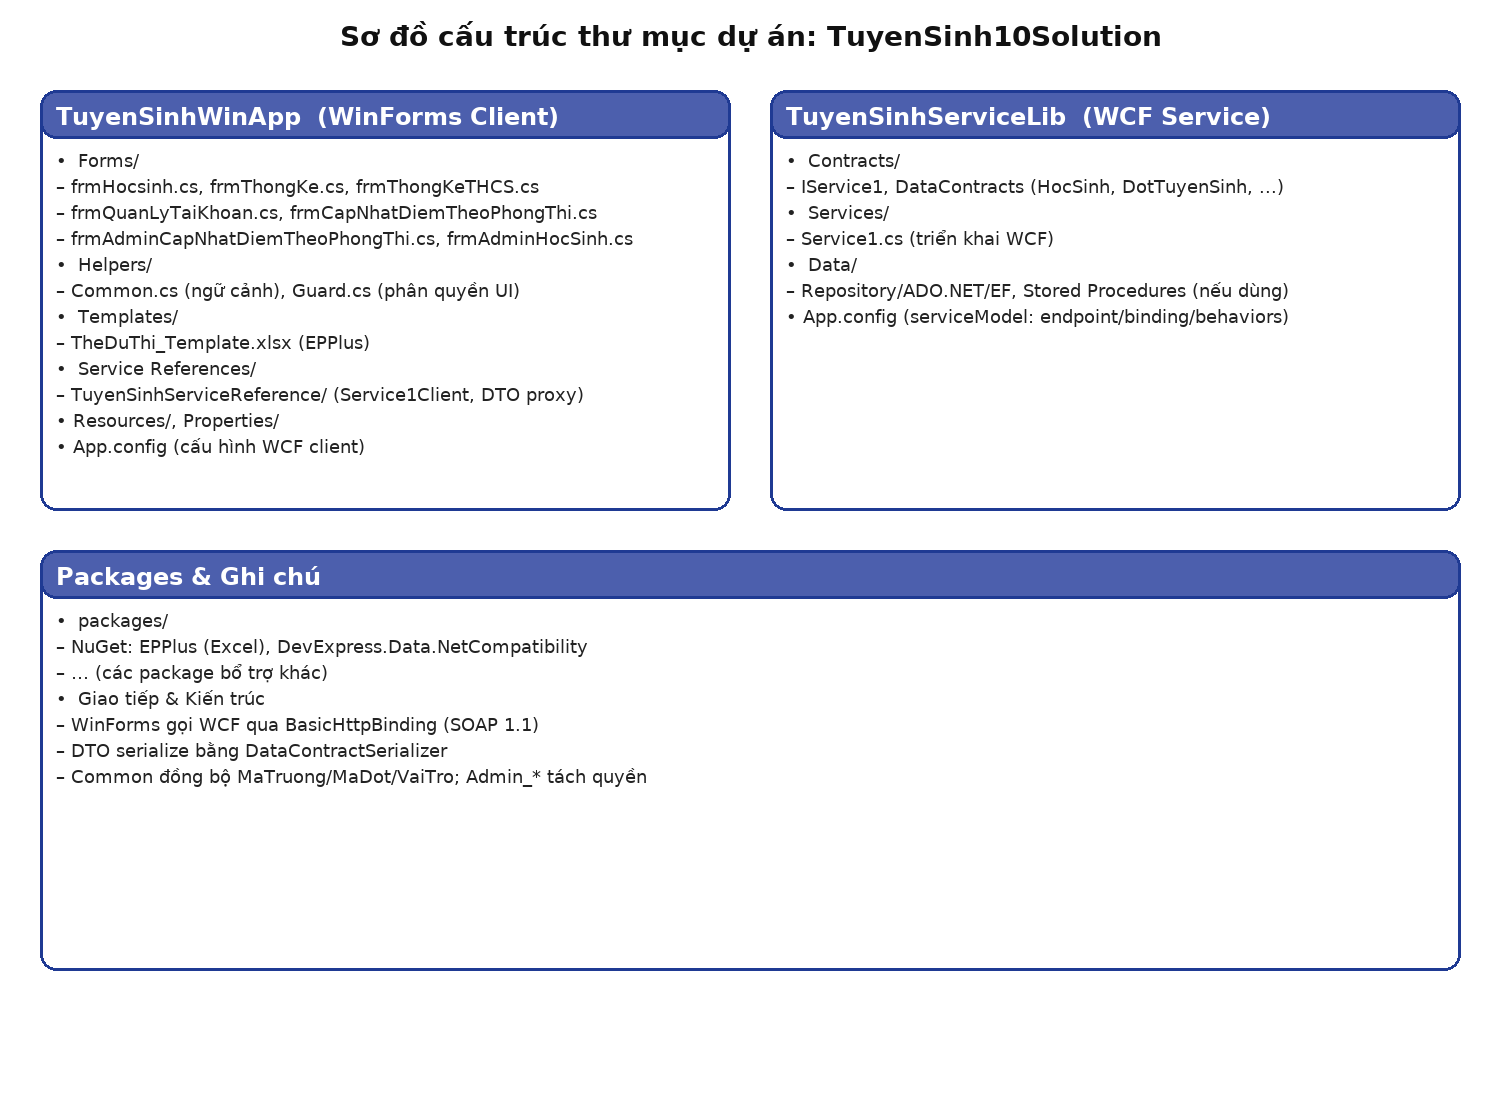 Sơ đồ cấu trúc thư mục dự án: TuyenSinh10Solution
TuyenSinhWinApp  (WinForms Client)
•  Forms/
– frmHocsinh.cs, frmThongKe.cs, frmThongKeTHCS.cs
– frmQuanLyTaiKhoan.cs, frmCapNhatDiemTheoPhongThi.cs
– frmAdminCapNhatDiemTheoPhongThi.cs, frmAdminHocSinh.cs
•  Helpers/
– Common.cs (ngữ cảnh), Guard.cs (phân quyền UI)
•  Templates/
– TheDuThi_Template.xlsx (EPPlus)
•  Service References/
– TuyenSinhServiceReference/ (Service1Client, DTO proxy)
• Resources/, Properties/
• App.config (cấu hình WCF client)
TuyenSinhServiceLib  (WCF Service)
•  Contracts/
– IService1, DataContracts (HocSinh, DotTuyenSinh, …)
•  Services/
– Service1.cs (triển khai WCF)
•  Data/
– Repository/ADO.NET/EF, Stored Procedures (nếu dùng)
• App.config (serviceModel: endpoint/binding/behaviors)
Packages & Ghi chú
•  packages/
– NuGet: EPPlus (Excel), DevExpress.Data.NetCompatibility
– … (các package bổ trợ khác)
•  Giao tiếp & Kiến trúc
– WinForms gọi WCF qua BasicHttpBinding (SOAP 1.1)
– DTO serialize bằng DataContractSerializer
– Common đồng bộ MaTruong/MaDot/VaiTro; Admin_* tách quyền